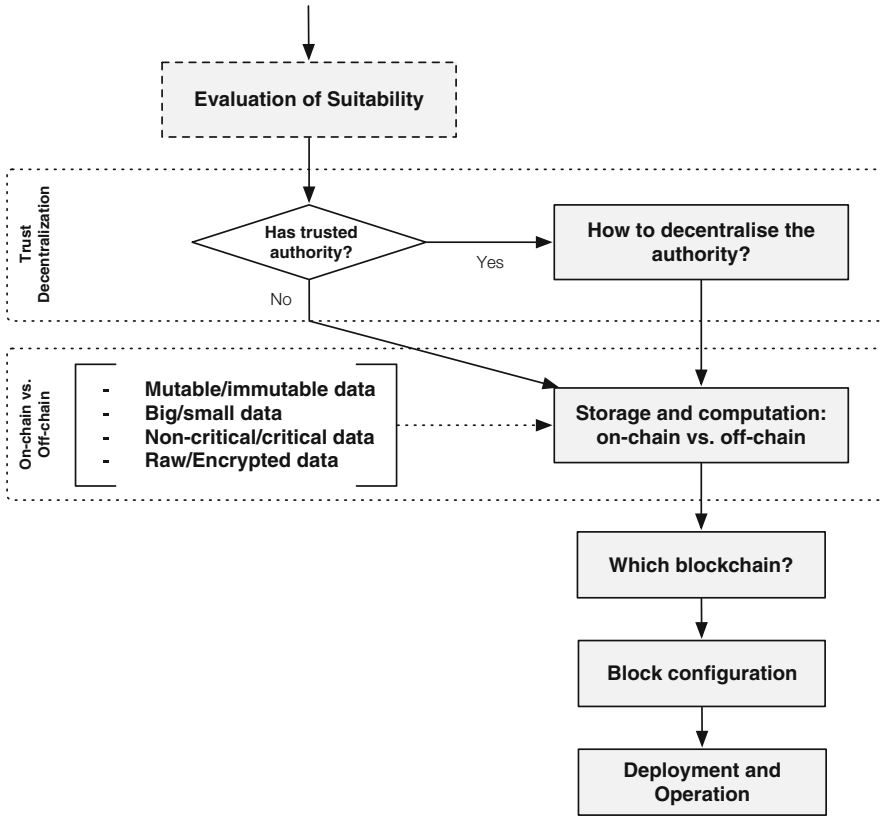 Evaluation of Suitability
Trust
Decentralization
Has trusted
authority?
Yes
No
How to decentralise the
authority?
On-chain vs.
Off-chain
- Mutable/immutable data
- Big/small data
- Non-critical/critical data
- Raw/Encrypted data
Storage and computation:
on-chain vs. off-chain
Which blockchain?
Block configuration
Deployment and
Operation